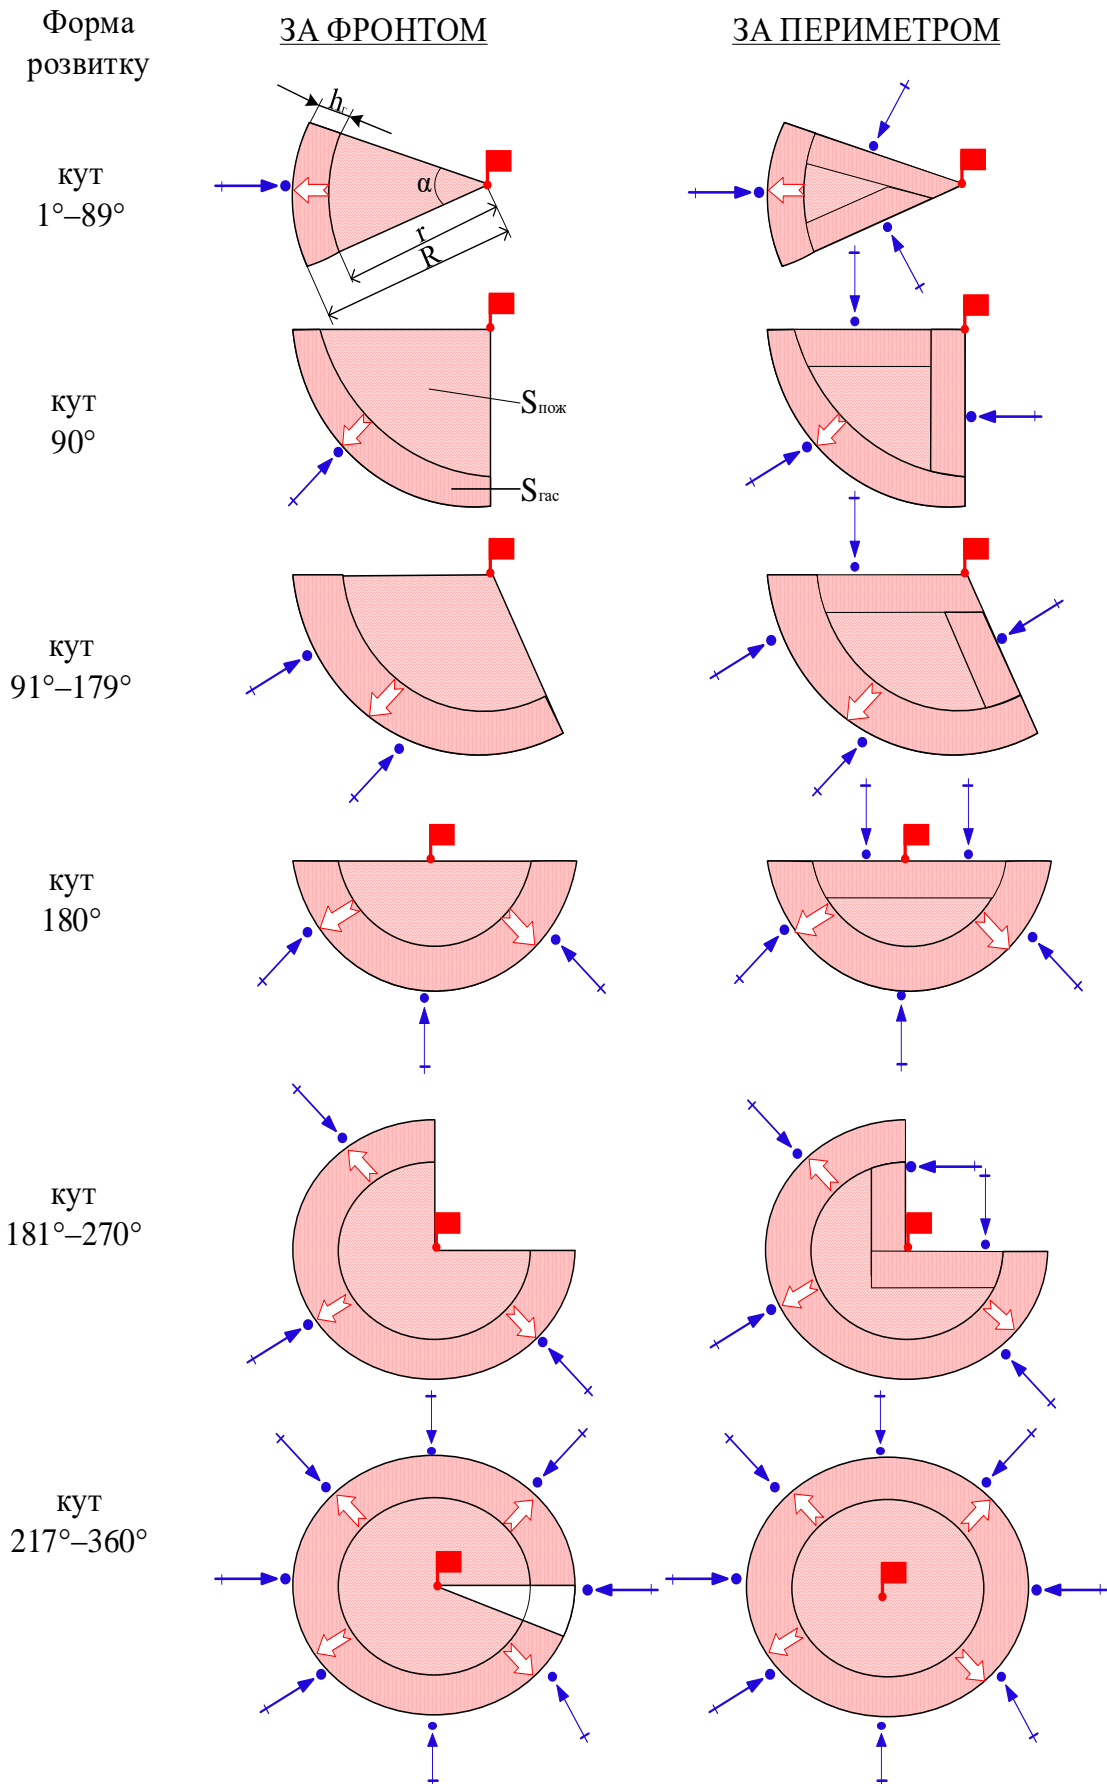 Форма
розвитку
ЗА ФРОНТОМ
ЗА ПЕРИМЕТРОМ
hг
α
r
R
кут
1°–89°
Sпож
Sгас
кут
90°
кут
91°–179°
кут
180°
кут
181°–270°
кут
217°–360°